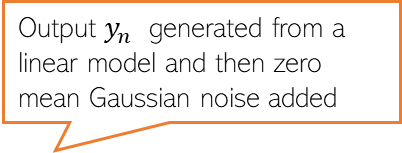 Output yₙ generated from a
linear model and then zero
mean Gaussian noise added